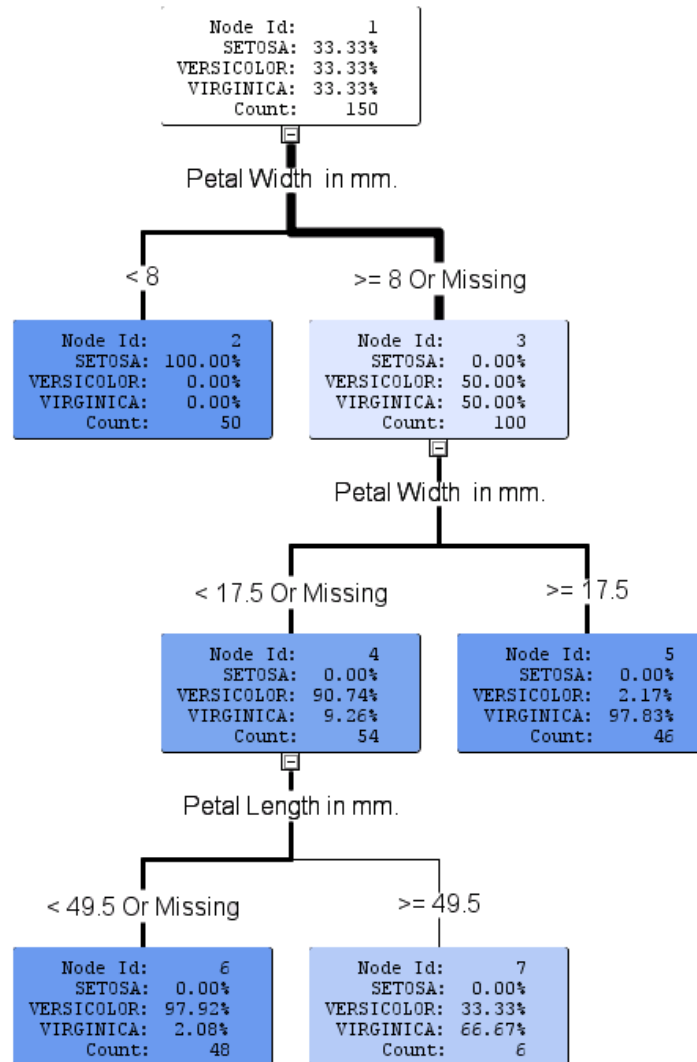 Node Id: 1
SETOSA: 33.33%
VERSICOLOR: 33.33%
VIRGINICA: 33.33%
Count: 150
Petal Width in mm.
< 8
>= 8 Or Missing
Node Id: 2
SETOSA: 100.00%
VERSICOLOR: 0.00%
VIRGINICA: 0.00%
Count: 50
Node Id: 3
SETOSA: 0.00%
VERSICOLOR: 50.00%
VIRGINICA: 50.00%
Count: 100
Petal Width in mm.
< 17.5 Or Missing
>= 17.5
Node Id: 4
SETOSA: 0.00%
VERSICOLOR: 90.74%
VIRGINICA: 9.26%
Count: 54
Node Id: 5
SETOSA: 0.00%
VERSICOLOR: 2.17%
VIRGINICA: 97.83%
Count: 46
Petal Length in mm.
< 49.5 Or Missing
>= 49.5
Node Id: 6
SETOSA: 0.00%
VERSICOLOR: 97.92%
VIRGINICA: 2.08%
Count: 48
Node Id: 7
SETOSA: 0.00%
VERSICOLOR: 33.33%
VIRGINICA: 66.67%
Count: 6